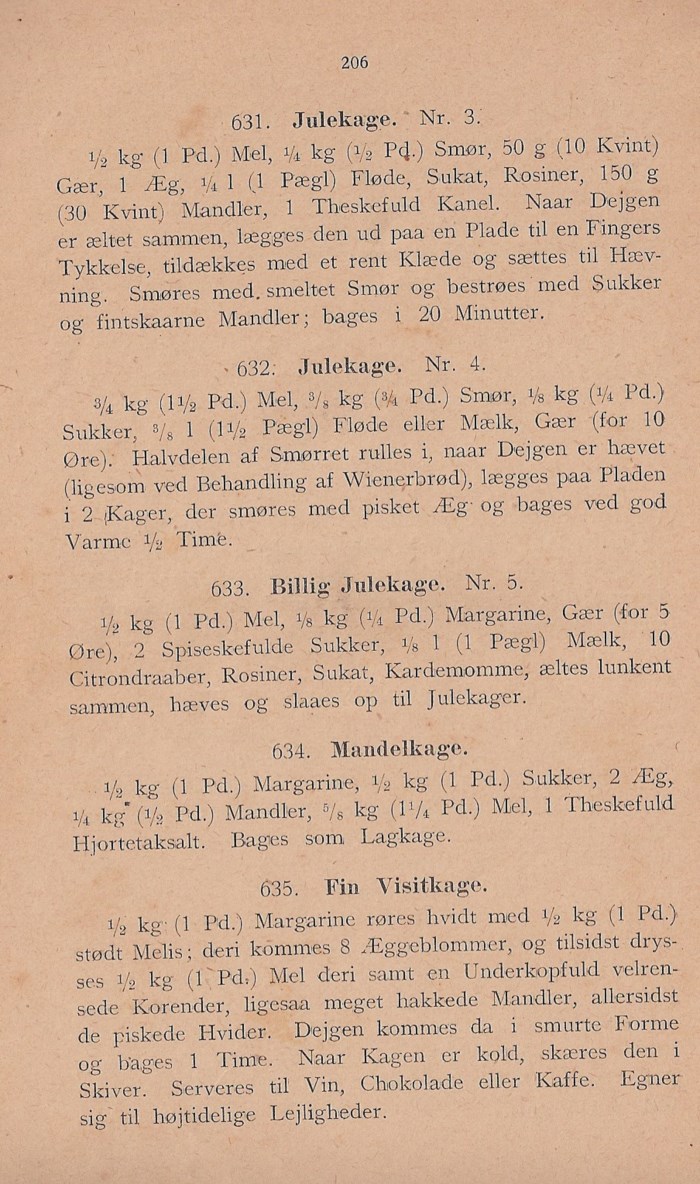 206
631. Julekage. Nr. 3.
½ kg (1 Pd.) Mel, ¼ kg (½ Pd.) Smør, 50 g (10 Kvint)
Gær, 1 Æg, ¼ l (1 Pægl) Fløde, Sukat, Rosiner, 150 g
(30 Kvint) Mandler, 1 Theskefuld Kanel. Naar Dejgen
er æltet sammen, lægges den ud paa en Plade til en Fingers
Tykkelse, tildækkes med et rent Klæde og sættes til Hæv-
ning. Smøres med smeltet Smør og bestrøes med Sukker
og fintskaarne Mandler; bages i 20 Minutter.
632. Julekage. Nr. 4.
¾ kg (1½ Pd.) Mel, ⅜ kg (¾ Pd.) Smør, ⅛ kg (¼ Pd.)
Sukker, ⅜ l (1½ Pægl) Fløde eller Mælk, Gær (for 10
Øre). Halvdelen af Smørret rulles i, naar Dejgen er hævet
(ligesom ved Behandling af Wienerbrød), lægges paa Pladen
i 2 Kager, der smøres med pisket Æg og bages ved god
Varme ½ Time.
633. Billig Julekage. Nr. 5.
½ kg (1 Pd.) Mel, ⅛ kg (¼ Pd.) Margarine, Gær (for 5
Øre), 2 Spiseskefulde Sukker, ⅛ l (1 Pægl) Mælk, 10
Citrondraaber, Rosiner, Sukat, Kardemomme, æltes lunkent
sammen, hæves og slaaes op til Julekager.
634. Mandelkage.
½ kg (1 Pd.) Margarine, ½ kg (1 Pd.) Sukker, 2 Æg,
¼ kg (½ Pd.) Mandler, ⅝ kg (1¼ Pd.) Mel, 1 Theskefuld
Hjortetaksalt. Bages som Lagkage.
635. Fin Visitkage.
½ kg (1 Pd.) Margarine røres hvidt med ½ kg (1 Pd.)
stødt Melis; deri kommes 8 Æggeblommer, og tilsidst drys-
ses ½ kg (1 Pd.) Mel deri samt en Underkopfuld velren-
sede Korender, ligesaa meget hakkede Mandler, allersidst
de piskede Hvider. Dejgen kommes da i smurte Forme
og bages 1 Time. Naar Kagen er kold, skæres den i
Skiver. Serveres til Vin, Chokolade eller Kaffe. Egner
sig til højtidelige Lejligheder.